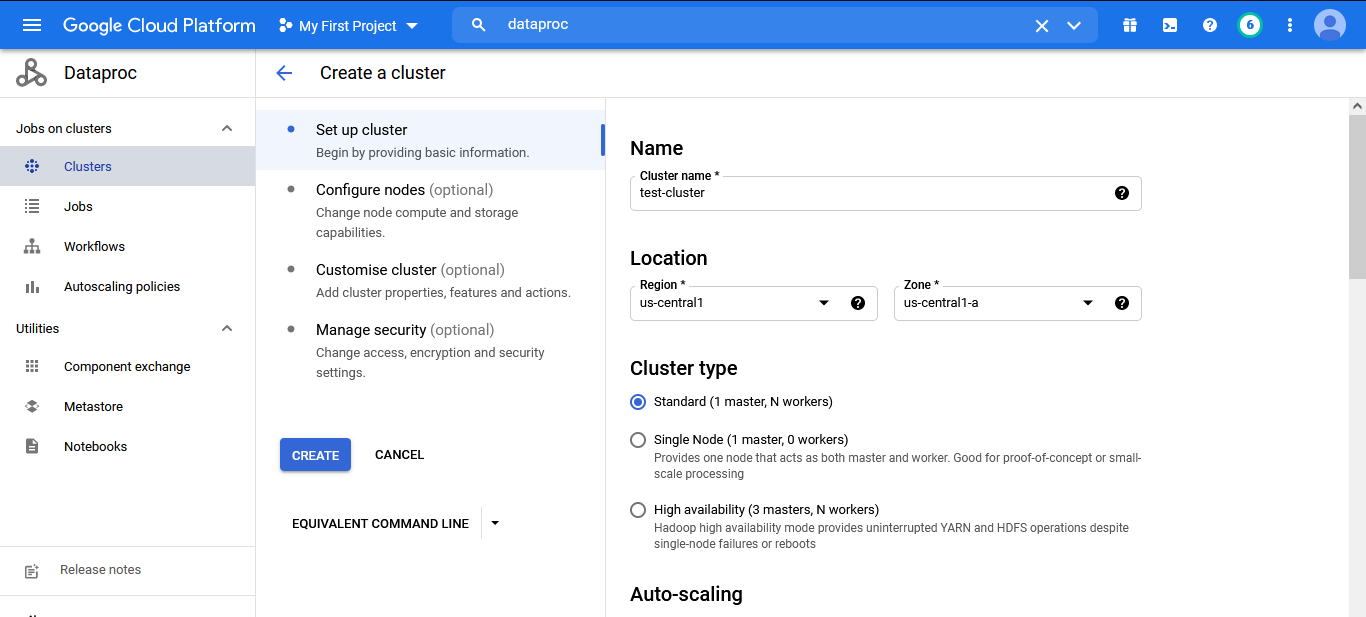 Google Cloud Platform
My First Project
dataproc
6
Dataproc
Create a cluster
Jobs on clusters
Clusters
Jobs
Workflows
Autoscaling policies
Utilities
Component exchange
Metastore
Notebooks
Release notes
Set up cluster
Begin by providing basic information.
Configure nodes (optional)
Change node compute and storage
capabilities.
Customise cluster (optional)
Add cluster properties, features and actions.
Manage security (optional)
Change access, encryption and security
settings.
CREATE
CANCEL
EQUIVALENT COMMAND LINE
Name
Cluster name *
test-cluster
Location
Region *
us-central1
Zone *
us-central1-a
Cluster type
Standard (1 master, N workers)
Single Node (1 master, 0 workers)
Provides one node that acts as both master and worker. Good for proof-of-concept or small-
scale processing
High availability (3 masters, N workers)
Hadoop high availability mode provides uninterrupted YARN and HDFS operations despite
single-node failures or reboots
Auto-scaling